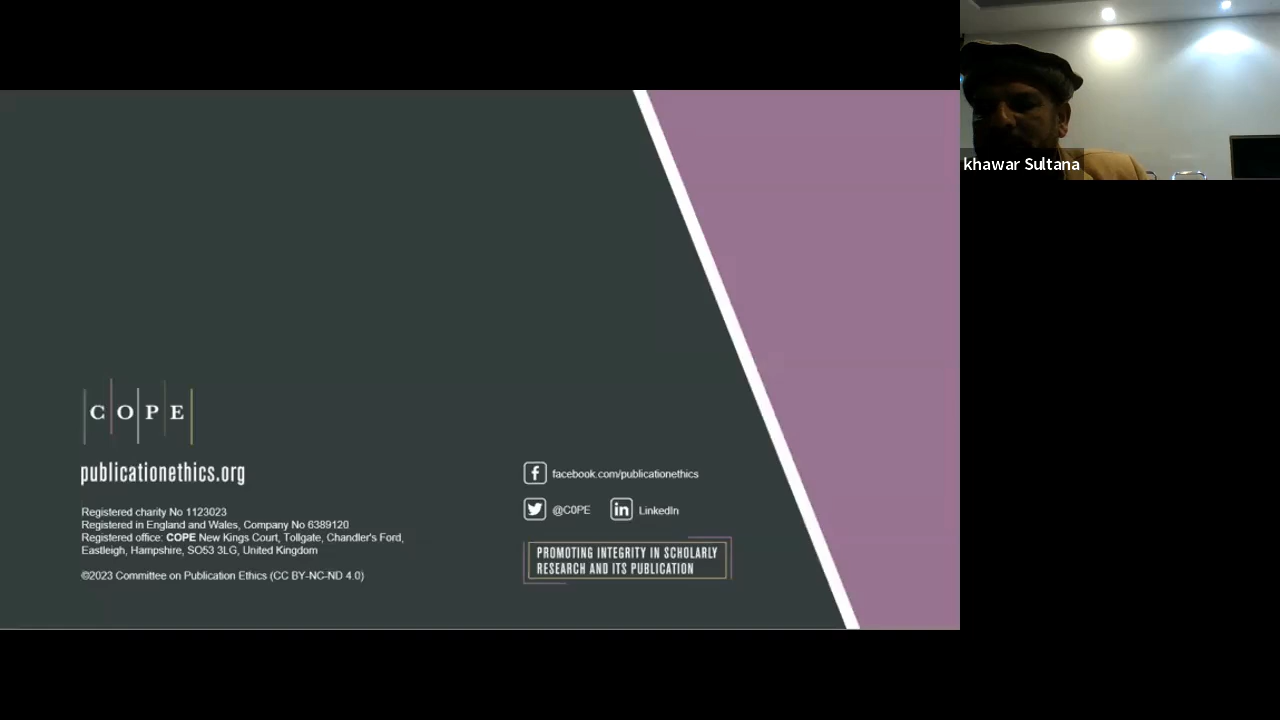 COPE
publicationethics.org
Registered charity No 1123023
Registered in England and Wales, Company No 6389120
Registered office: COPE New Kings Court, Tollgate, Chandler's Ford,
Eastleigh, Hampshire, SO53 3LG, United Kingdom
©2023 Committee on Publication Ethics (CC BY-NC-ND 4.0)
facebook.com/publicationethics
@C0PE
LinkedIn
PROMOTING INTEGRITY IN SCHOLARLY
RESEARCH AND ITS PUBLICATION
khawar Sultana